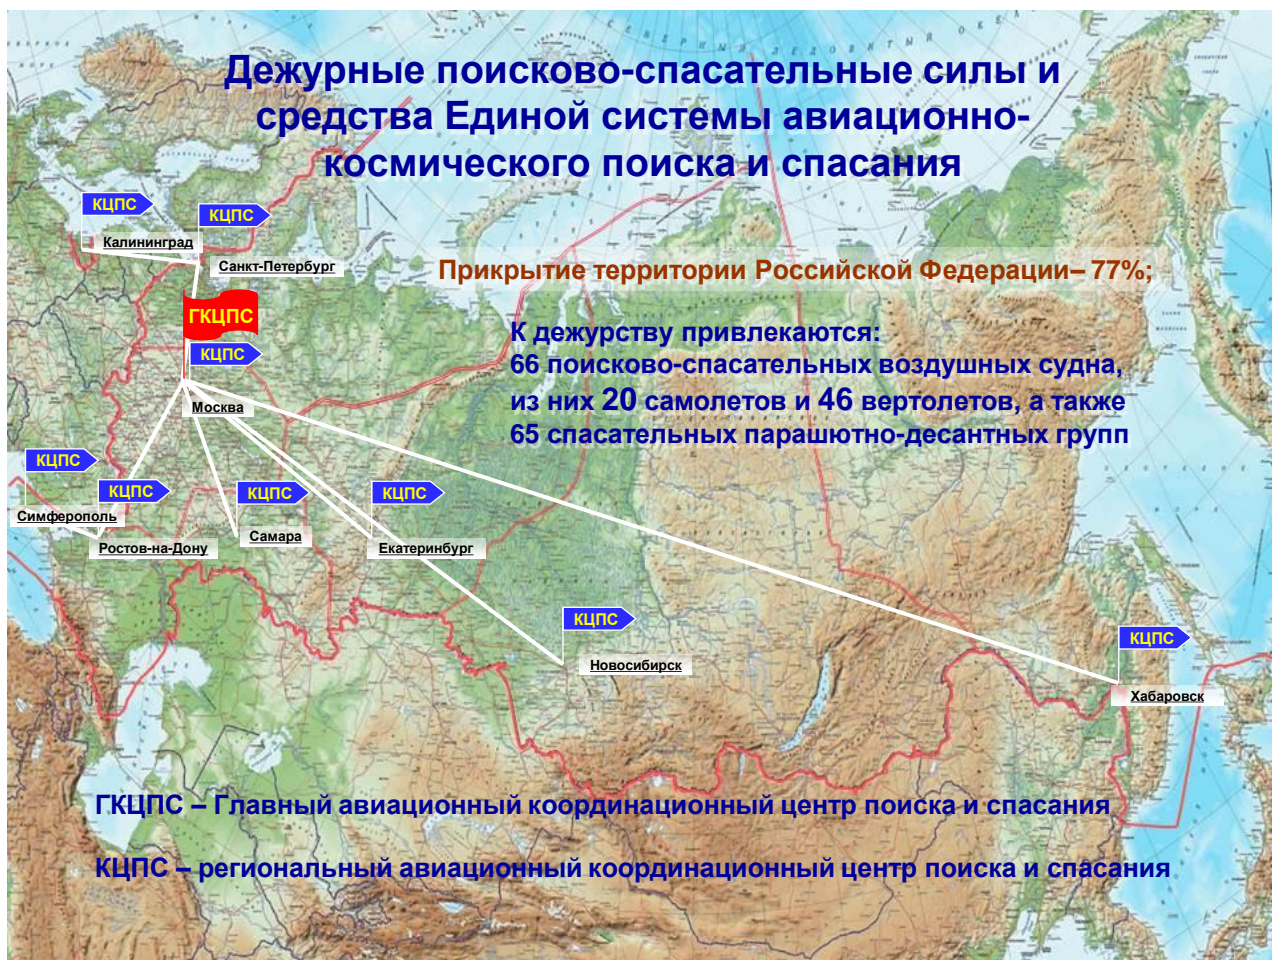 Дежурные поисково-спасательные силы и
средства Единой системы авиационно-
космического поиска и спасания
КЦПС
КЦПС
Калининград
Санкт-Петербург
Прикрытие территории Российской Федерации– 77%;
ГКЦПС
КЦПС
Москва
К дежурству привлекаются:
66 поисково-спасательных воздушных судна,
из них 20 самолетов и 46 вертолетов, а также
65 спасательных парашютно-десантных групп
КЦПС
КЦПС
КЦПС
КЦПС
Симферополь
Ростов-на-Дону
Самара
Екатеринбург
КЦПС
Новосибирск
КЦПС
Хабаровск
ГКЦПС – Главный авиационный координационный центр поиска и спасания
КЦПС – региональный авиационный координационный центр поиска и спасания